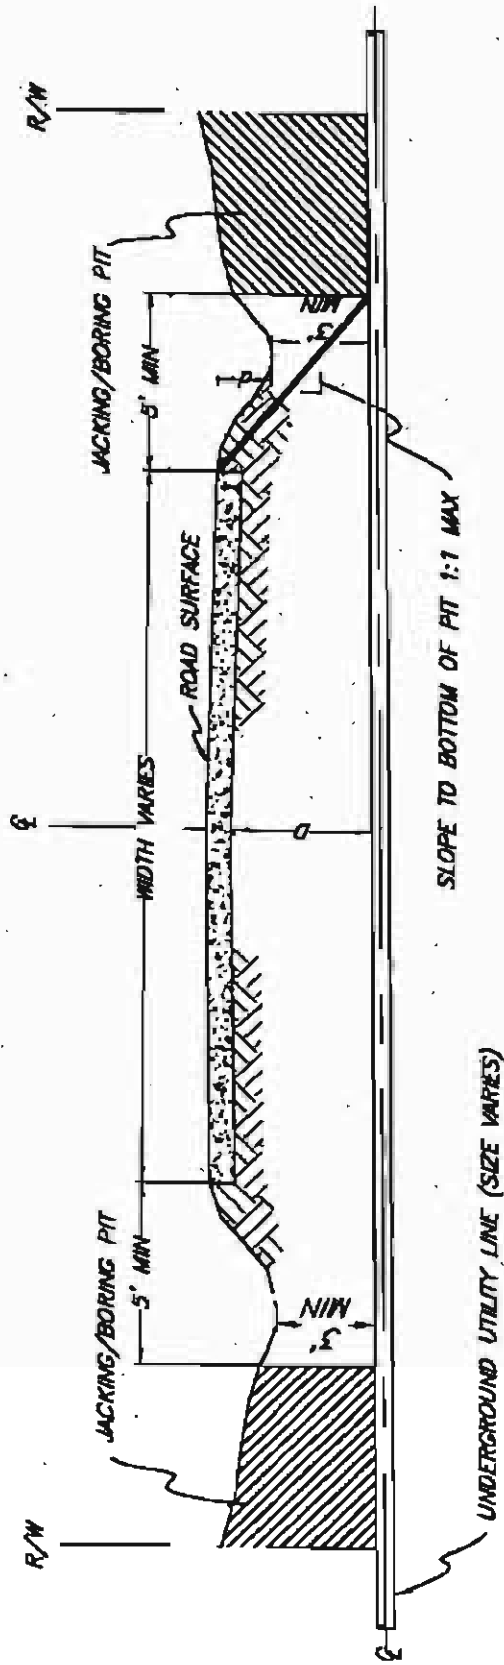 R/W
R/W
℄
JACKING/BORING PIT
5' MIN
WIDTH VARIES
JACKING/BORING PIT
5' MIN
ROAD SURFACE
d
3'
MIN
D
3'
MIN
1
1
SLOPE TO BOTTOM OF PIT 1:1 MAX
℄
UNDERGROUND UTILITY LINE (SIZE VARIES)